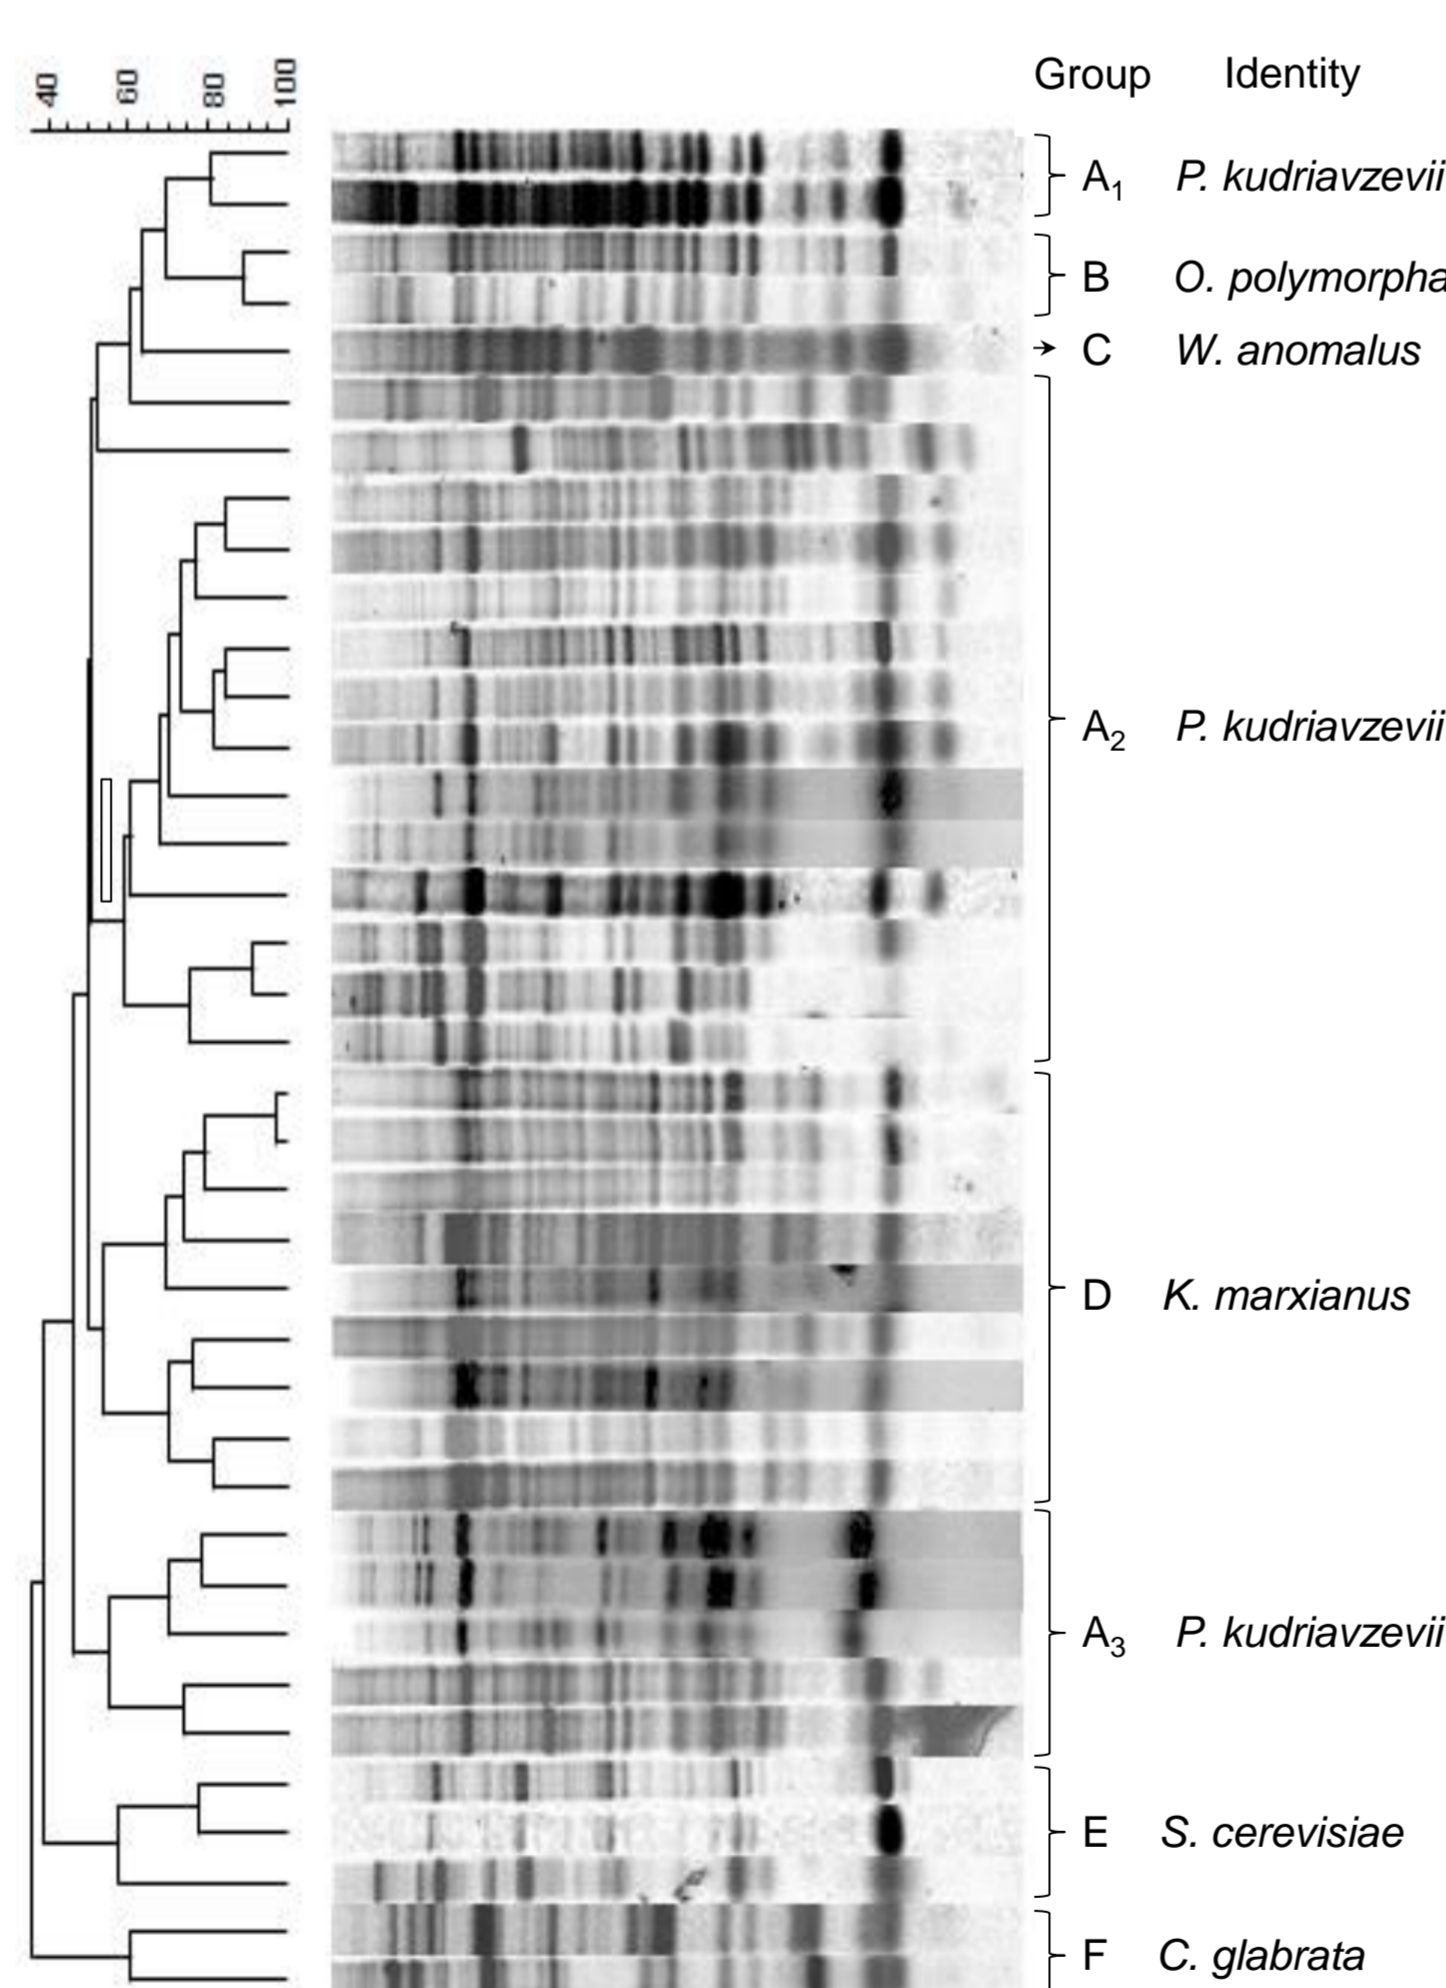 40 60 80 100
Group Identity
A1 P. kudriavzevii
B O. polymorpha
C W. anomalus
A2 P. kudriavzevii
D K. marxianus
A3 P. kudriavzevii
E S. cerevisiae
F C. glabrata